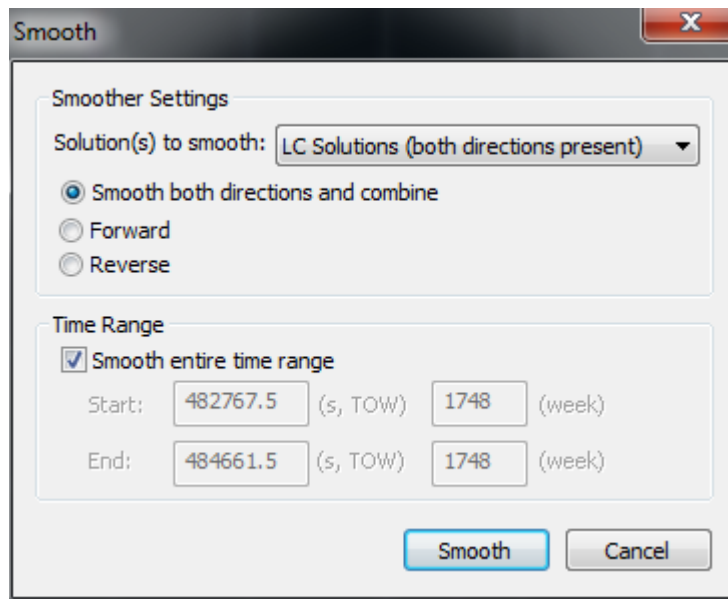 Smooth
Smoother Settings
Solution(s) to smooth: LC Solutions (both directions present)
Smooth both directions and combine
Forward
Reverse
Time Range
Smooth entire time range
Start: 482767.5 (s, TOW) 1748 (week)
End: 484661.5 (s, TOW) 1748 (week)
Smooth Cancel